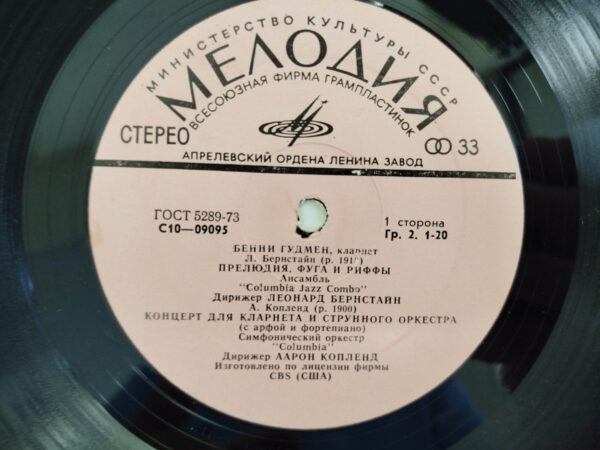 МИНИСТЕРСТВО КУЛЬТУРЫ СССР
МЕЛОДИЯ
ВСЕСОЮЗНАЯ ФИРМА ГРАМПЛАСТИНОК
СТЕРЕО
33
АПРЕЛЕВСКИЙ ОРДЕНА ЛЕНИНА ЗАВОД
ГОСТ 5289-73
С10—09095
1 сторона
Гр. 2. 1-20
БЕННИ ГУДМЕН, кларнет
Л. Бернстайн (р.
ПРЕЛЮДИЯ, ФУГА И РИФФЫ
Ансамбль
"Columbia Jazz Combo"
Дирижер ЛЕОНАРД БЕРНСТАЙН
А. Копленд (р. 1900)
КОНЦЕРТ ДЛЯ КЛАРНЕТА И СТРУННОГО ОРКЕСТРА
(с арфой и фортепиано)
Симфонический оркестр
"Columbia"
Дирижер ААРОН КОПЛЕНД
Изготовлено по лицензии фирмы
CBS (США)